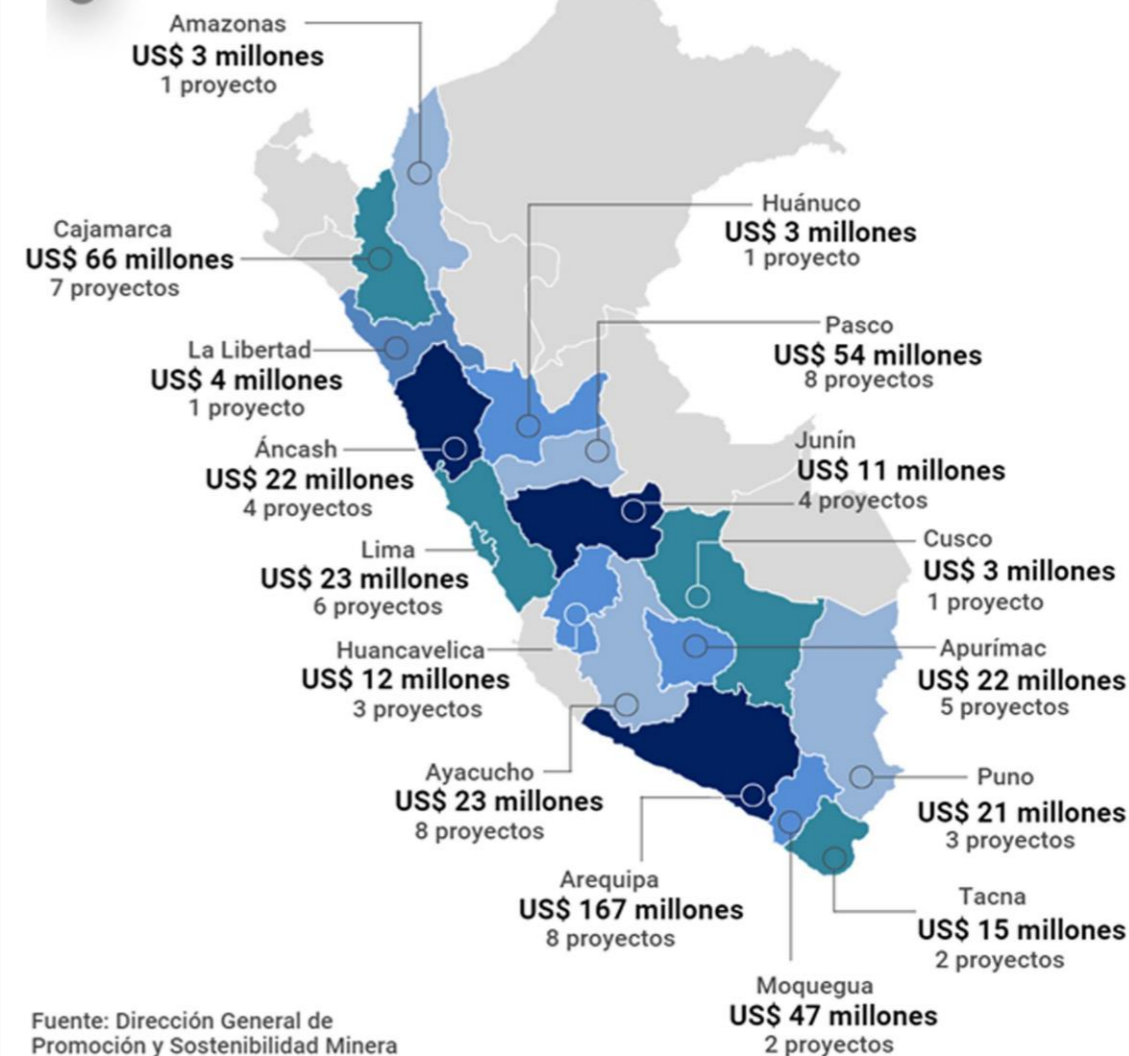 Amazonas
US$ 3 millones
1 proyecto
Cajamarca
US$ 66 millones
7 proyectos
La Libertad
US$ 4 millones
1 proyecto
Áncash
US$ 22 millones
4 proyectos
Lima
US$ 23 millones
6 proyectos
Huancavelica
US$ 12 millones
3 proyectos
Ayacucho
US$ 23 millones
8 proyectos
Arequipa
US$ 167 millones
8 proyectos
Huánuco
US$ 3 millones
1 proyecto
Pasco
US$ 54 millones
8 proyectos
Junín
US$ 11 millones
4 proyectos
Cusco
US$ 3 millones
1 proyecto
Apurímac
US$ 22 millones
5 proyectos
Puno
US$ 21 millones
3 proyectos
Tacna
US$ 15 millones
2 proyectos
Moquegua
US$ 47 millones
2 proyectos
Fuente: Dirección General de
Promoción y Sostenibilidad Minera